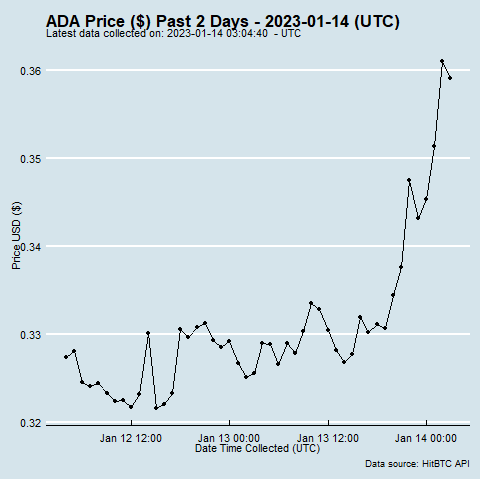 ADA Price ($) Past 2 Days - 2023-01-14 (UTC)
Latest data collected on: 2023-01-14 03:04:40 - UTC
0.36
0.35
0.34
0.33
0.32
Price USD ($)
Jan 12 12:00 Jan 13 00:00 Jan 13 12:00 Jan 14 00:00
Date Time Collected (UTC)
Data source: HitBTC API